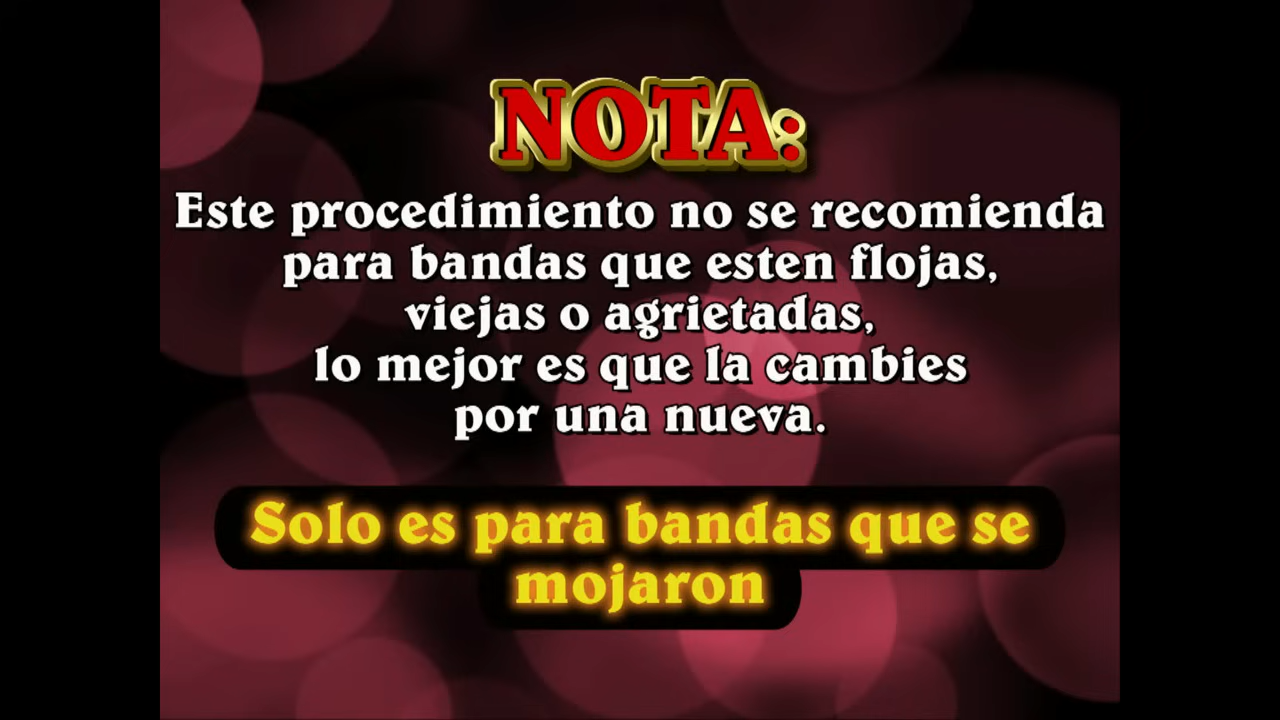 NOTA:
Este procedimiento no se recomienda
para bandas que esten flojas,
viejas o agrietadas,
lo mejor es que la cambies
por una nueva.
Solo es para bandas que se
mojaron